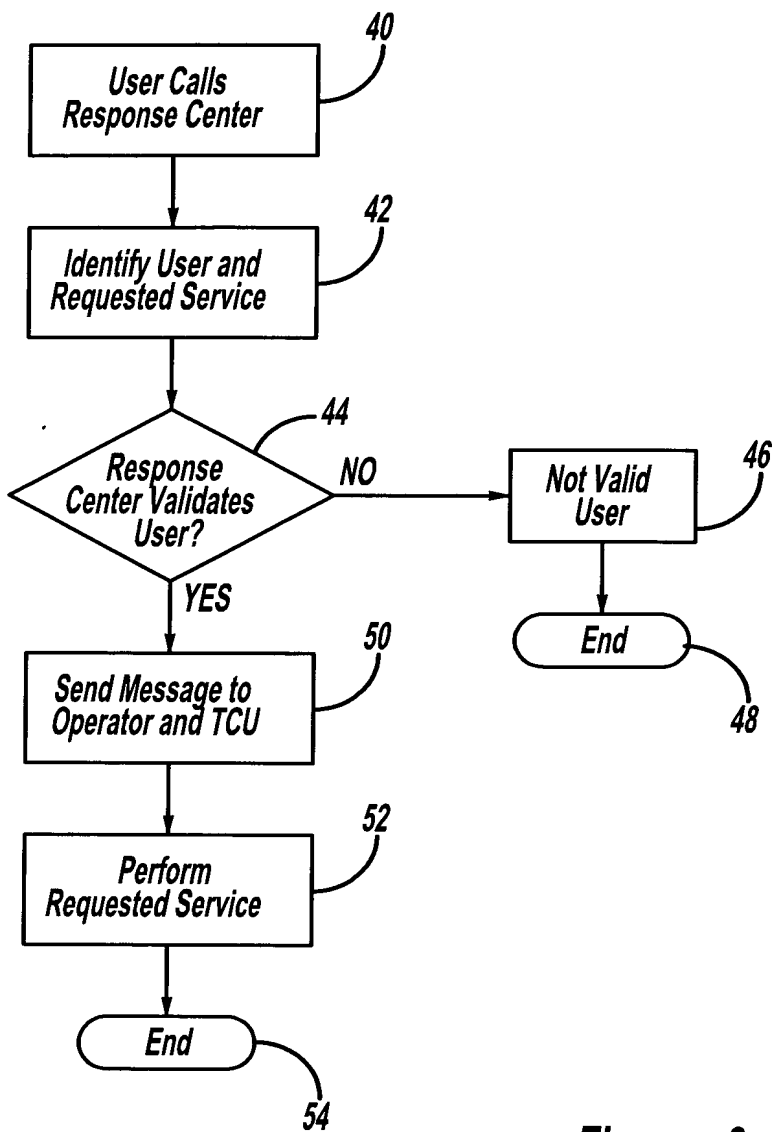 40
User Calls
Response Center
42
Identify User and
Requested Service
44
Response
Center Validates
User?
NO
46
Not Valid
User
YES
End
48
50
Send Message to
Operator and TCU
52
Perform
Requested Service
End
54